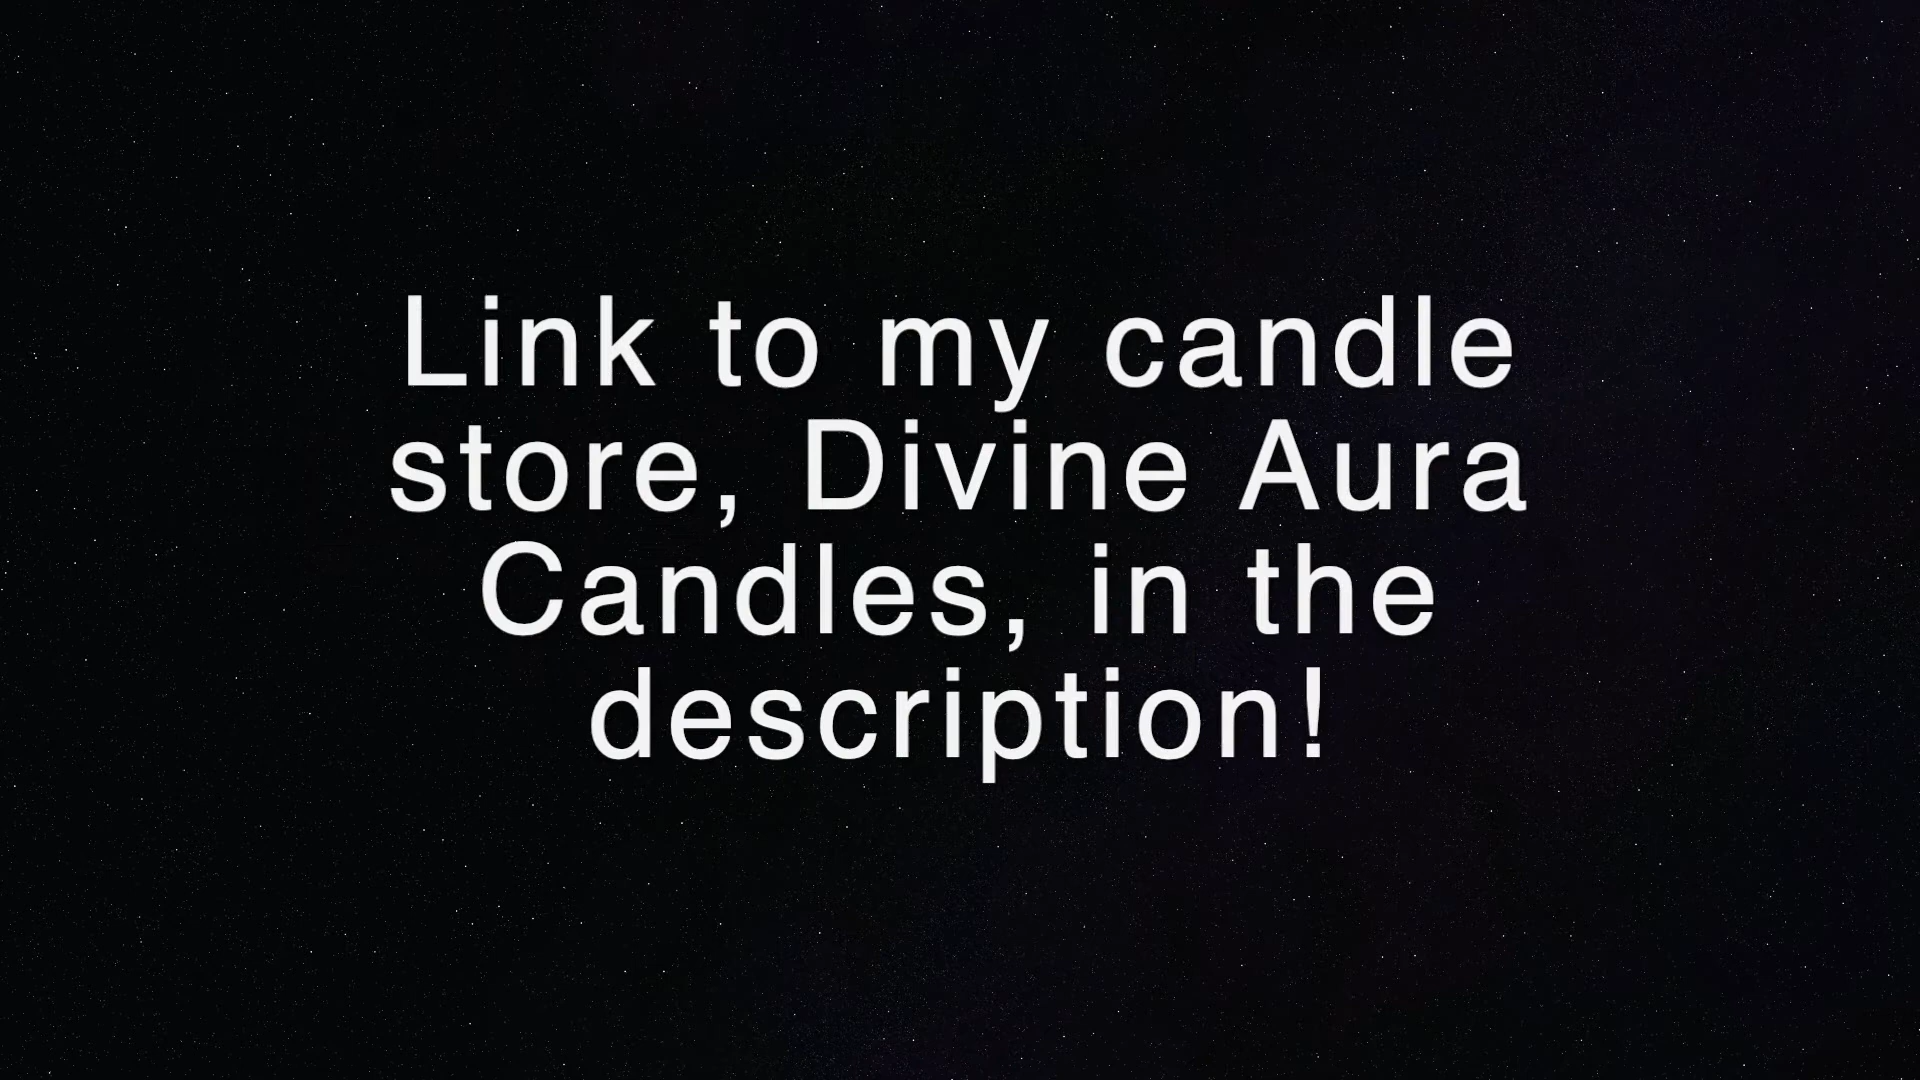 Link to my candle
store, Divine Aura
Candles, in the
description!